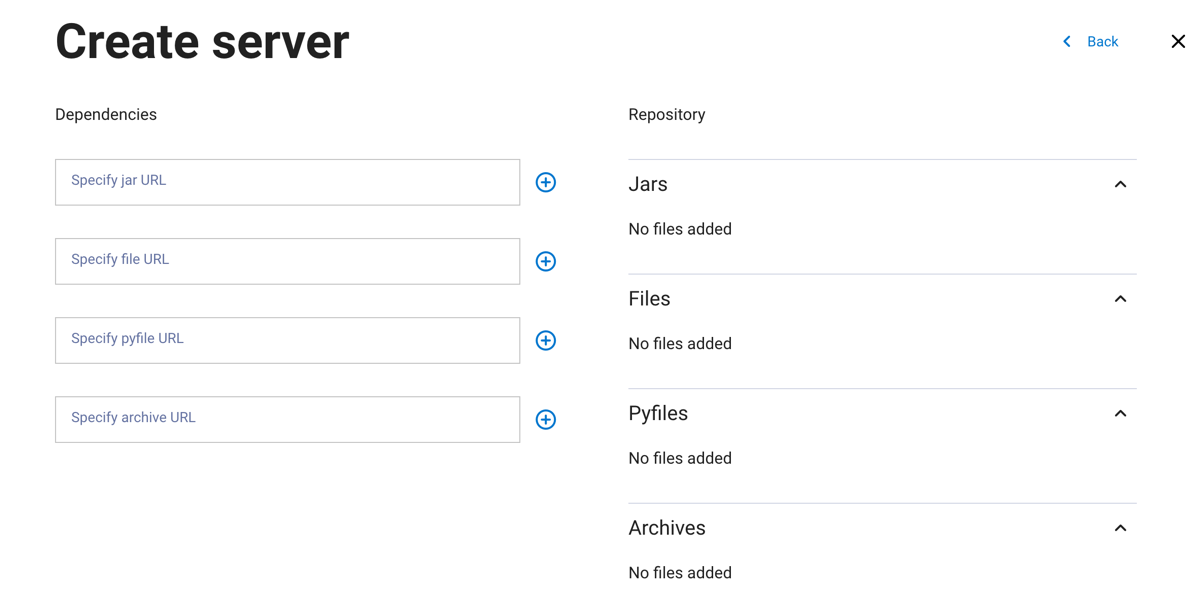 Create server
Back
Dependencies
Specify jar URL
Specify file URL
Specify pyfile URL
Specify archive URL
Repository
Jars
No files added
Files
No files added
Pyfiles
No files added
Archives
No files added